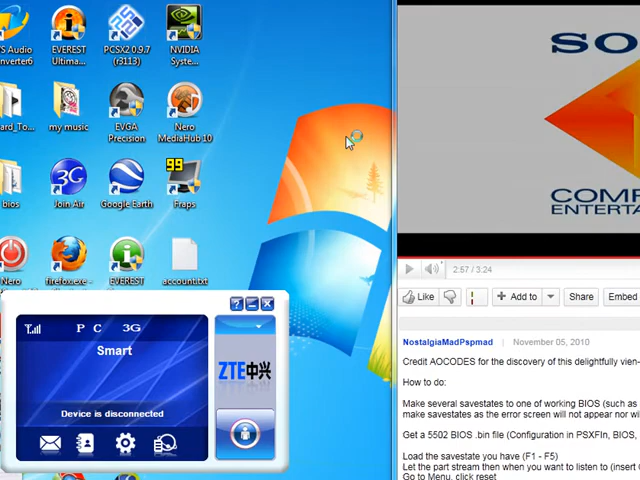 S Audio
onverter6
EVEREST
Ultima...
PCSX2 0.9.7
(r3113)
NVIDIA
Syste...
ard_To...
my music
EVGA
Precision
Nero
MediaHub 10
bios
3G
Join Air
Google Earth
99
Fraps
Nero
firefox.exe -
EVEREST
account.txt
P C 3G
Smart
Device is disconnected
ZTE中兴
SO
COMP
ENTERTA
2:57 / 3:24
Like
Add to
Share
Embed
NostalgiaMadPspmad | November 05, 2010
Credit AOCODES for the discovery of this delightfully vien-
How to do:
Make several savestates to one of working BIOS (such as
make savestates as the error screen will not appear nor wi
Get a 5502 BIOS .bin file (Configuration in PSXFIn, BIOS,
Load the savestate you have (F1 - F5)
Let the part stream then when you want to listen to (insert
Go to Menu, click reset